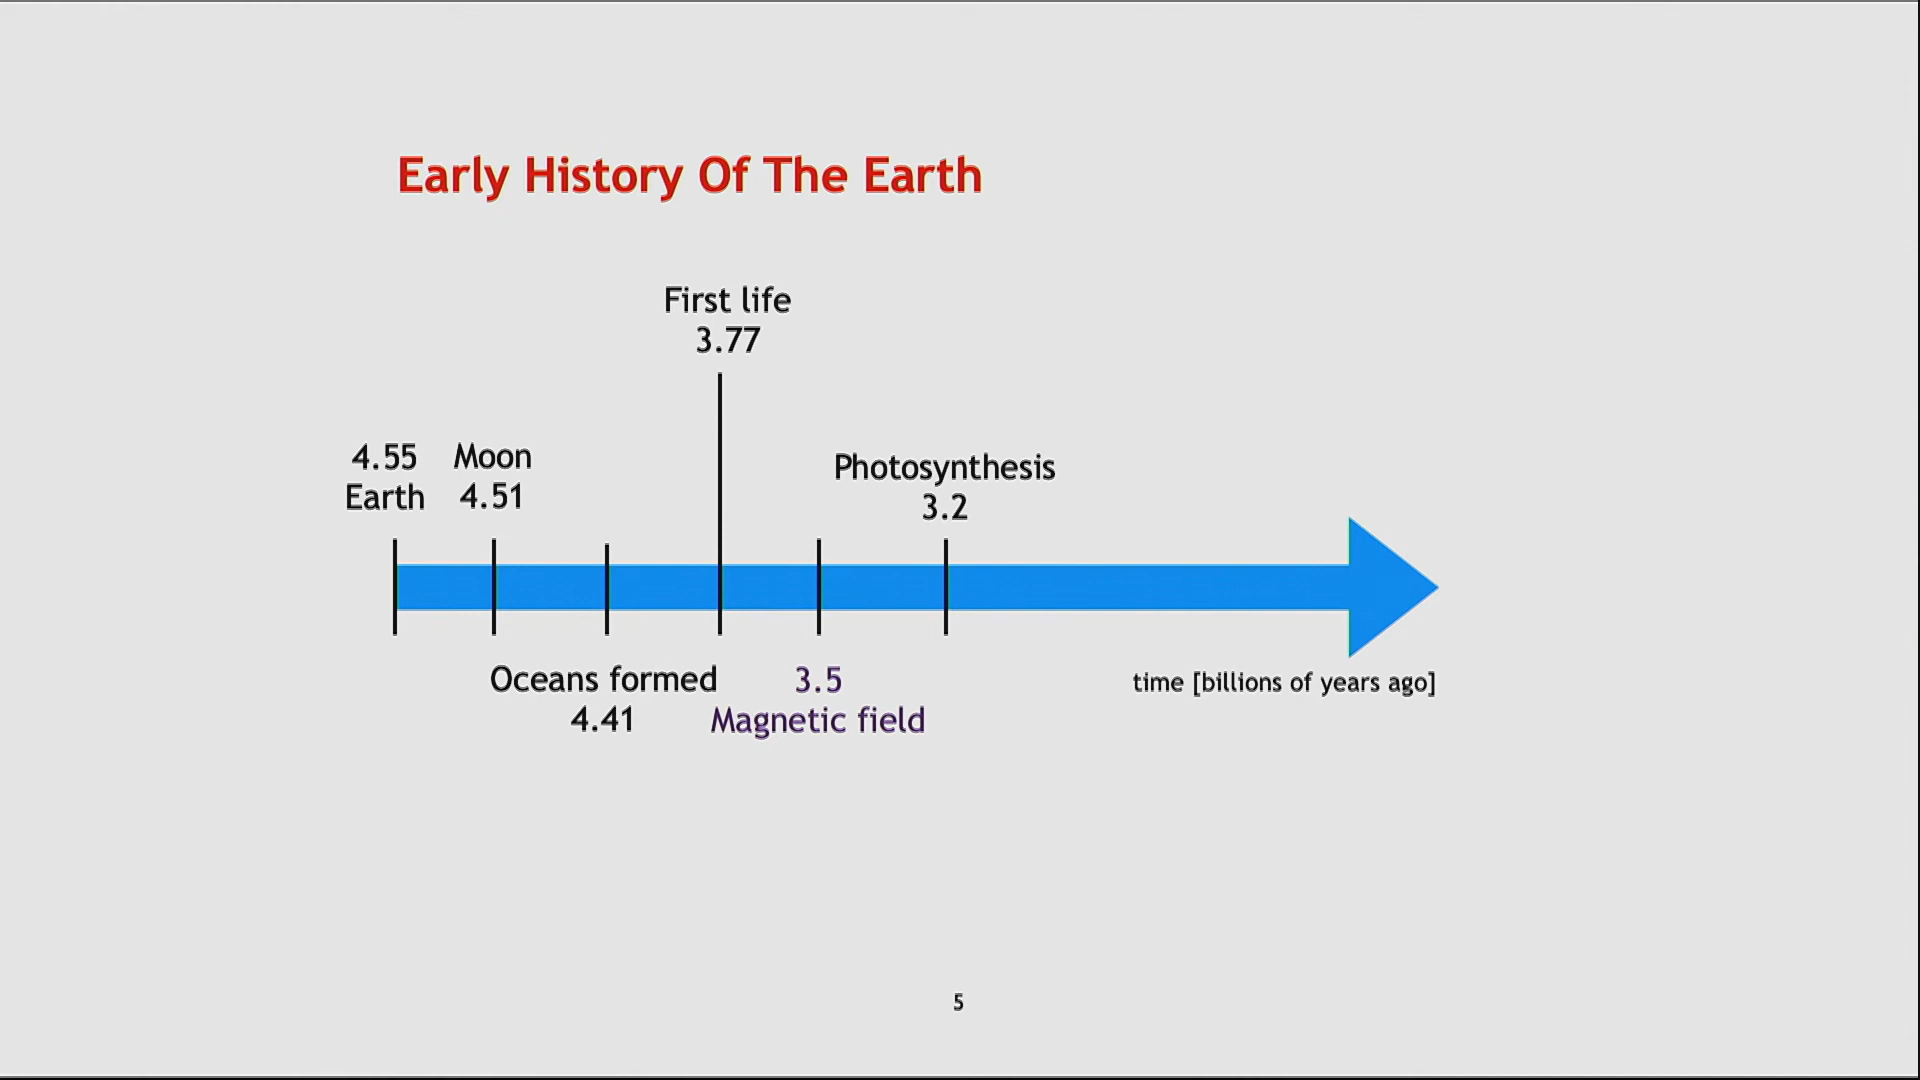 Early History Of The Earth
First life
3.77
4.55
Earth
Moon
4.51
Photosynthesis
3.2
Oceans formed
4.41
3.5
Magnetic field
time [billions of years ago]
5